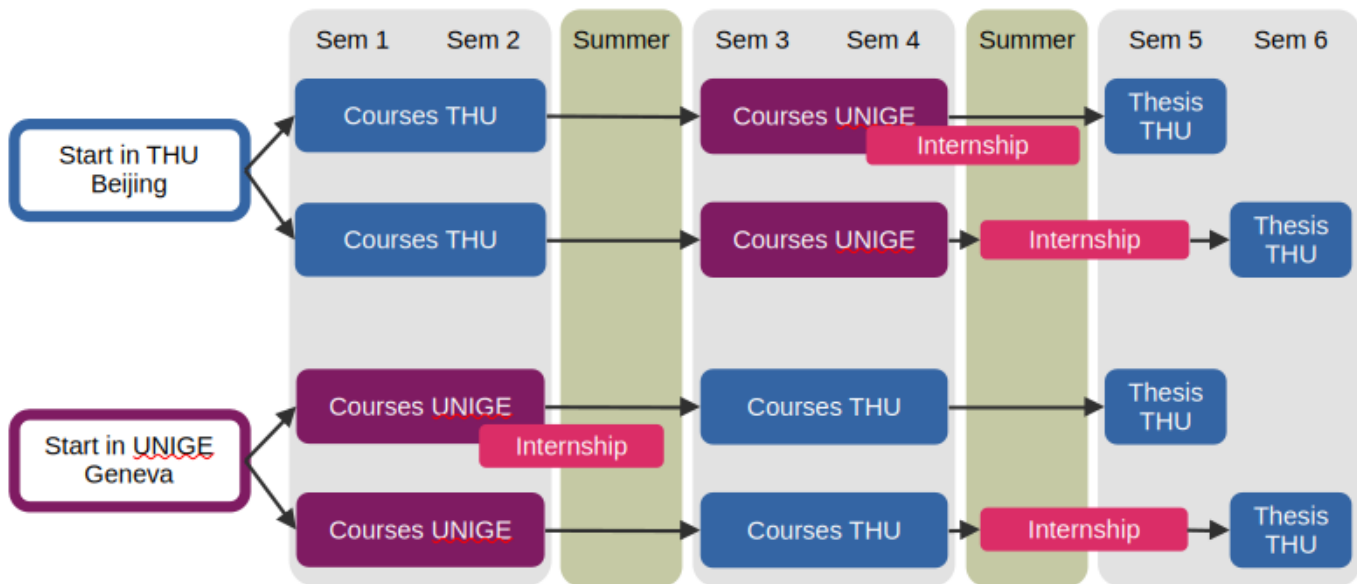 Sem 1 Sem 2 Summer Sem 3 Sem 4 Summer Sem 5 Sem 6
Start in THU
Beijing
Courses THU
Courses UNIGE
Internship
Thesis
THU
Courses THU
Courses UNIGE
Internship
Thesis
THU
Start in UNIGE
Geneva
Courses UNIGE
Internship
Courses THU
Thesis
THU
Courses UNIGE
Courses THU
Internship
Thesis
THU